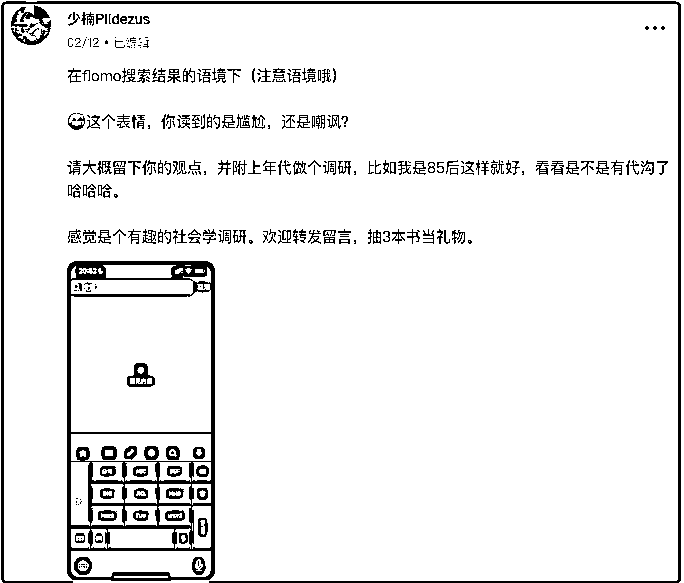 少楠Plidezus
02/12 • 已编辑
在flomo搜索结果的语境下（注意语境哦）
😅这个表情，你读到的是尴尬，还是嘲讽？
请大概留下你的观点，并附上年代做个调研，比如我是85后这样就好，看看是不是有代沟了
哈哈哈。
感觉是个有趣的社会学调研。欢迎转发留言，抽3本书当礼物。